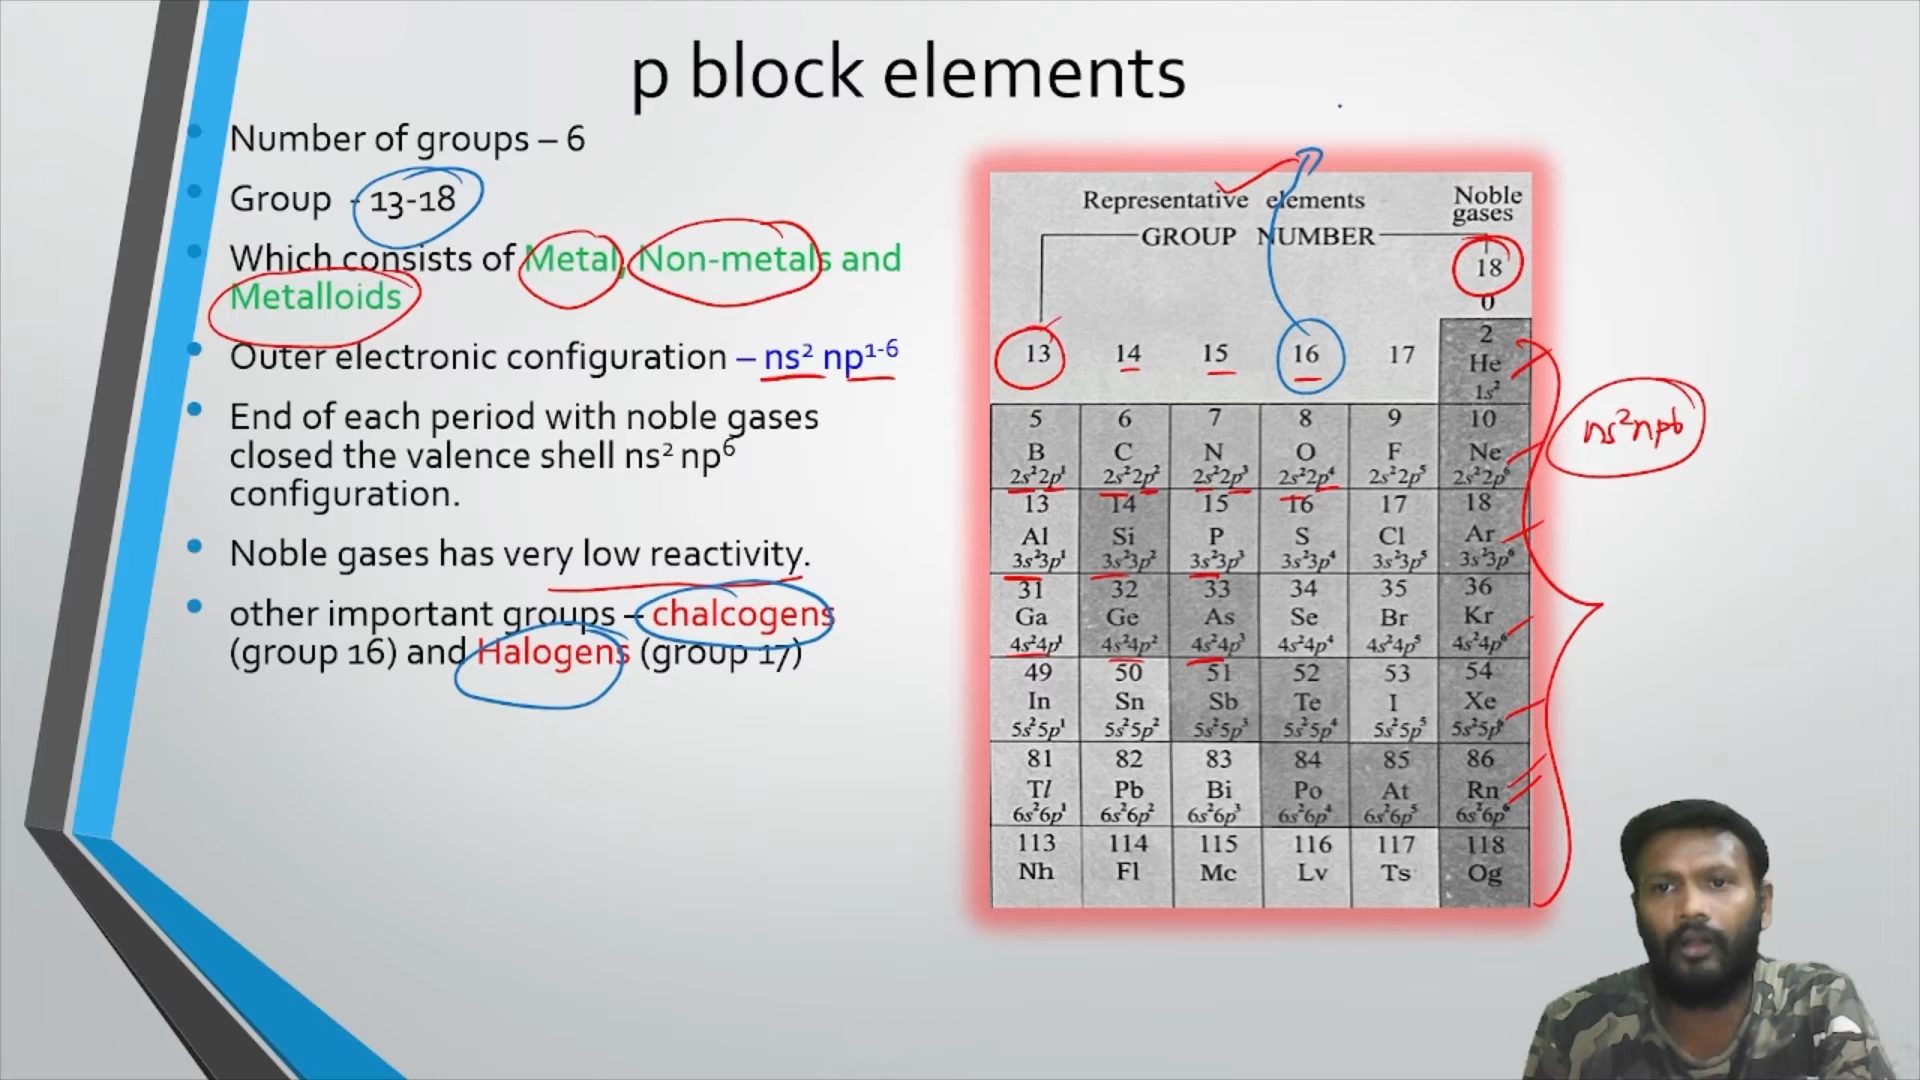 p block elements
Number of groups – 6
Group - 13-18
Which consists of Metal, Non-metals and
Metalloids
Outer electronic configuration – ns² np¹⁻⁶
End of each period with noble gases
closed the valence shell ns² np⁶
configuration.
Noble gases has very low reactivity.
other important groups – chalcogens
(group 16) and Halogens (group 17)
Representative elements Noble
gases
GROUP NUMBER
18
0
13 14 15 16 17
2
He
1s²
5 6 7 8 9 10
B C N O F Ne
2s²2p¹ 2s²2p² 2s²2p³ 2s²2p⁴ 2s²2p⁵ 2s²2p⁶
13 14 15 16 17 18
Al Si P S Cl Ar
3s²3p¹ 3s²3p² 3s²3p³ 3s²3p⁴ 3s²3p⁵ 3s²3p⁶
31 32 33 34 35 36
Ga Ge As Se Br Kr
4s²4p¹ 4s²4p² 4s²4p³ 4s²4p⁴ 4s²4p⁵ 4s²4p⁶
49 50 51 52 53 54
In Sn Sb Te I Xe
5s²5p¹ 5s²5p² 5s²5p³ 5s²5p⁴ 5s²5p⁵ 5s²5p⁶
81 82 83 84 85 86
Tl Pb Bi Po At Rn
6s²6p¹ 6s²6p² 6s²6p³ 6s²6p⁴ 6s²6p⁵ 6s²6p⁶
113 114 115 116 117 118
Nh Fl Mc Lv Ts Og
ns²np6